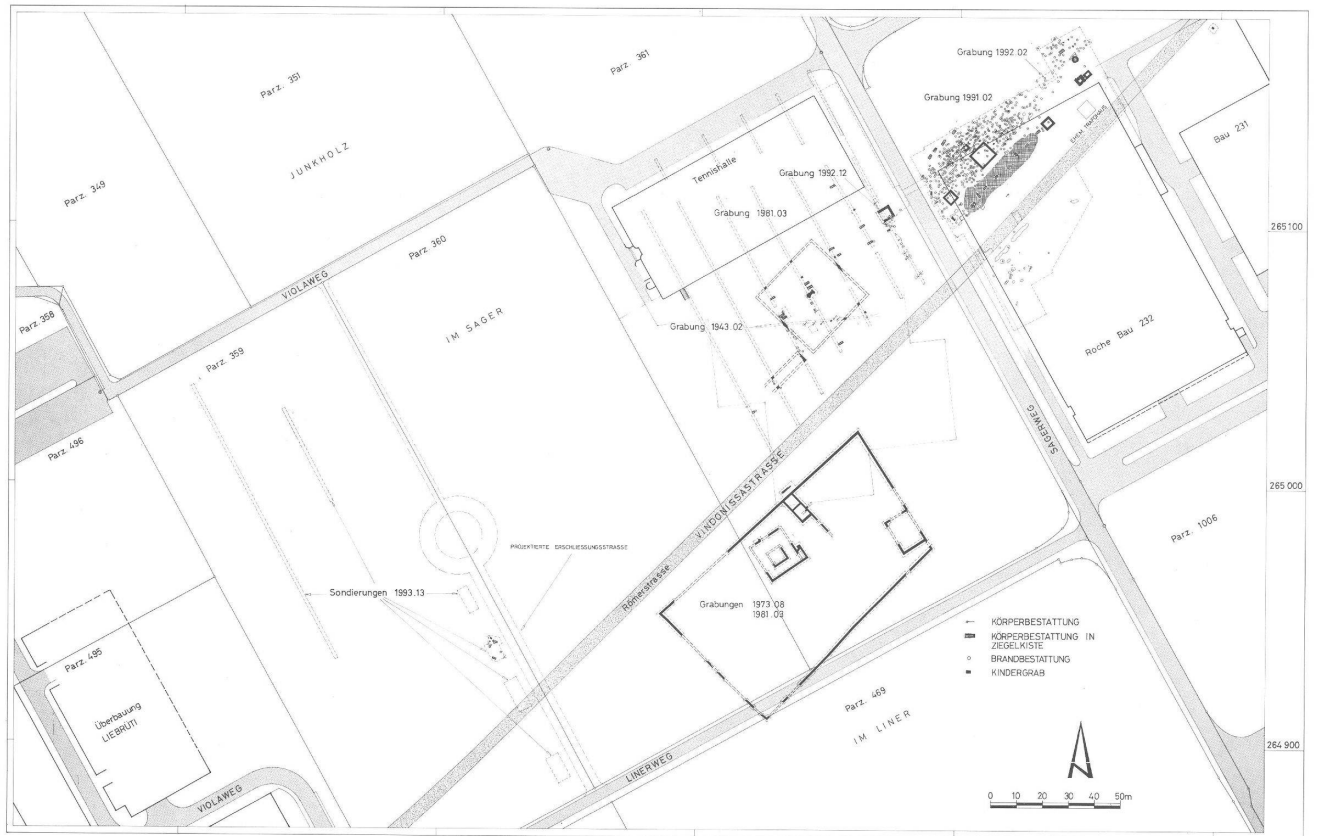 Grabung 1992.02
Parz. 361
Parz. 351
Grabung 1991.02
EHEM. PARKHAUS
Bau 231
JUNKHOLZ
Tennishalle
Grabung 1992.12
Parz. 349
Grabung 1981.03
265 100
Parz. 360
VIOLAWEG
Parz. 358
IM SAGER
Grabung 1943.02
Roche Bau 232
Parz. 359
SAGERWEG
Parz. 496
VINDONISSASTRASSE
265 000
Parz. 1006
PROJEKTIERTE ERSCHLIESSUNGSSTRASSE
Römerstrasse
Sondierungen 1993.13
Grabungen 1973.08
1981.03
KÖRPERBESTATTUNG
KÖRPERBESTATTUNG IN
ZIEGELKISTE
BRANDBESTATTUNG
KINDERGRAB
Parz. 495
Parz. 469
Überbauung
LIEBRÜTI
IM LINER
264 900
LINERWEG
N
VIOLAWEG
0 10 20 30 40 50m